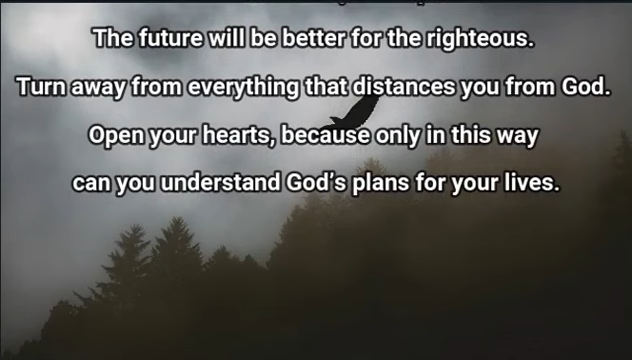 The future will be better for the righteous.
Turn away from everything that distances you from God.
Open your hearts, because only in this way
can you understand God's plans for your lives.